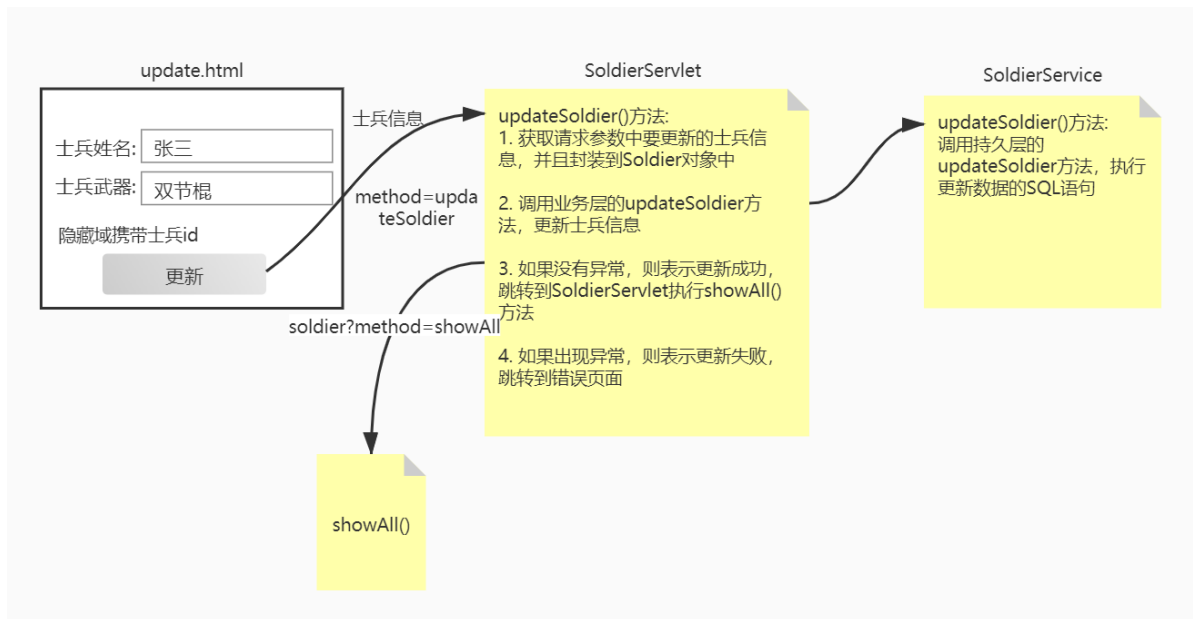 update.html
士兵姓名:
张三
士兵武器:
双节棍
隐藏域携带士兵id
更新
士兵信息
method=upda
teSoldier
SoldierServlet
updateSoldier()方法:
1. 获取请求参数中要更新的士兵信
息，并且封装到Soldier对象中
2. 调用业务层的updateSoldier方
法，更新士兵信息
3. 如果没有异常，则表示更新成功，
跳转到SoldierServlet执行showAll()
方法
4. 如果出现异常，则表示更新失败，
跳转到错误页面
SoldierService
updateSoldier()方法:
调用持久层的
updateSoldier方法，执行
更新数据的SQL语句
soldier?method=showAll
showAll()